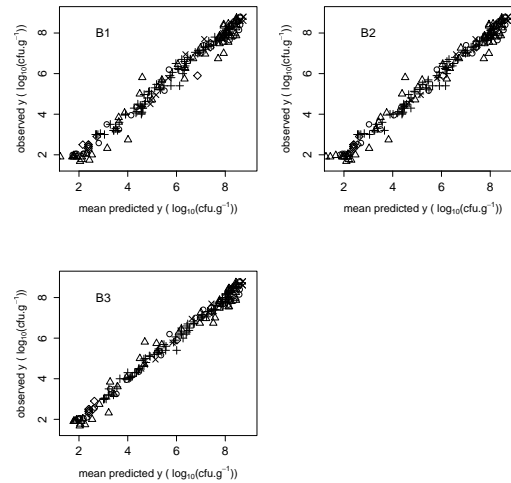 B1
observed y ( log10(cfu.g−1))
8
6
4
2
2 4 6 8
mean predicted y ( log10(cfu.g−1))
B2
observed y ( log10(cfu.g−1))
8
6
4
2
2 4 6 8
mean predicted y ( log10(cfu.g−1))
B3
observed y ( log10(cfu.g−1))
8
6
4
2
2 4 6 8
mean predicted y ( log10(cfu.g−1))